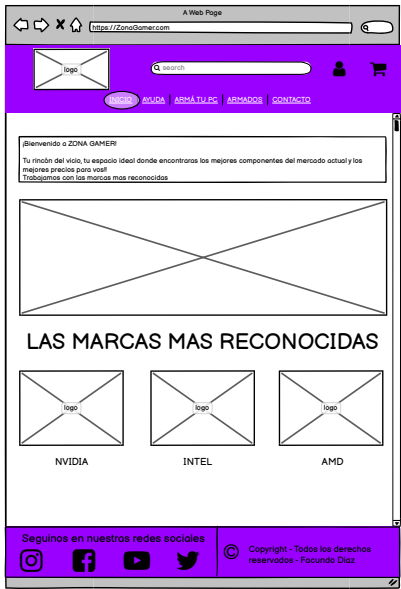 A Web Page
https://ZonaGamer.com
logo
search
INICIO AYUDA ARMÁ TU PC ARMADOS CONTACTO
¡Bienvenido a ZONA GAMER!
Tu rincón del vicio, tu espacio ideal donde encontraras los mejores componentes del mercado actual y los
mejores precios para vos!!
Trabajamos con las marcas mas reconocidas
LAS MARCAS MAS RECONOCIDAS
logo logo logo
NVIDIA INTEL AMD
Seguinos en nuestras redes sociales
© Copyright - Todos los derechos
reservados - Facundo Diaz